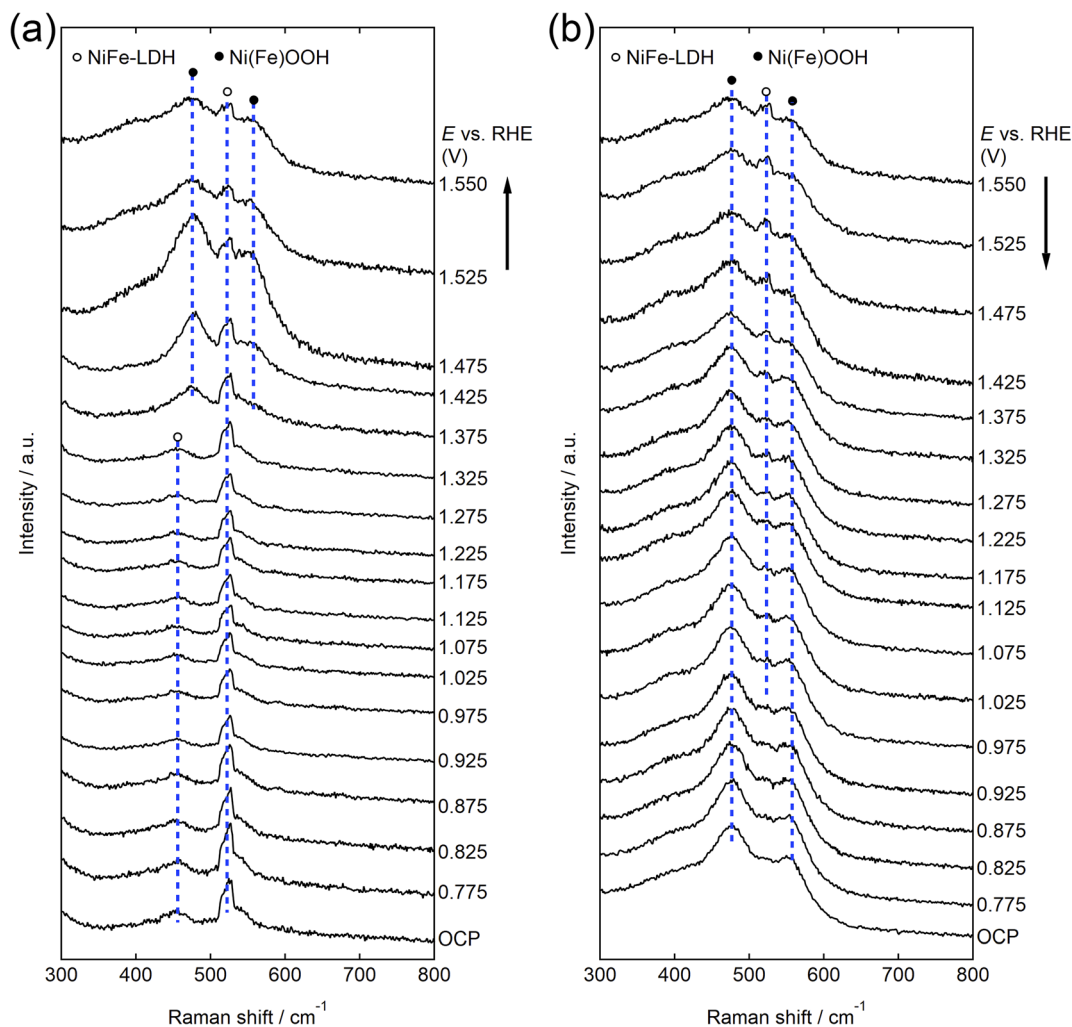 (a)
NiFe-LDH
Ni(Fe)OOH
E vs. RHE
(V)
1.550
1.525
1.475
1.425
1.375
1.325
1.275
1.225
1.175
1.125
1.075
1.025
0.975
0.925
0.875
0.825
0.775
OCP
Intensity / a.u.
300 400 500 600 700 800
Raman shift / cm⁻¹
(b)
NiFe-LDH
Ni(Fe)OOH
E vs. RHE
(V)
1.550
1.525
1.475
1.425
1.375
1.325
1.275
1.225
1.175
1.125
1.075
1.025
0.975
0.925
0.875
0.825
0.775
OCP
Intensity / a.u.
300 400 500 600 700 800
Raman shift / cm⁻¹